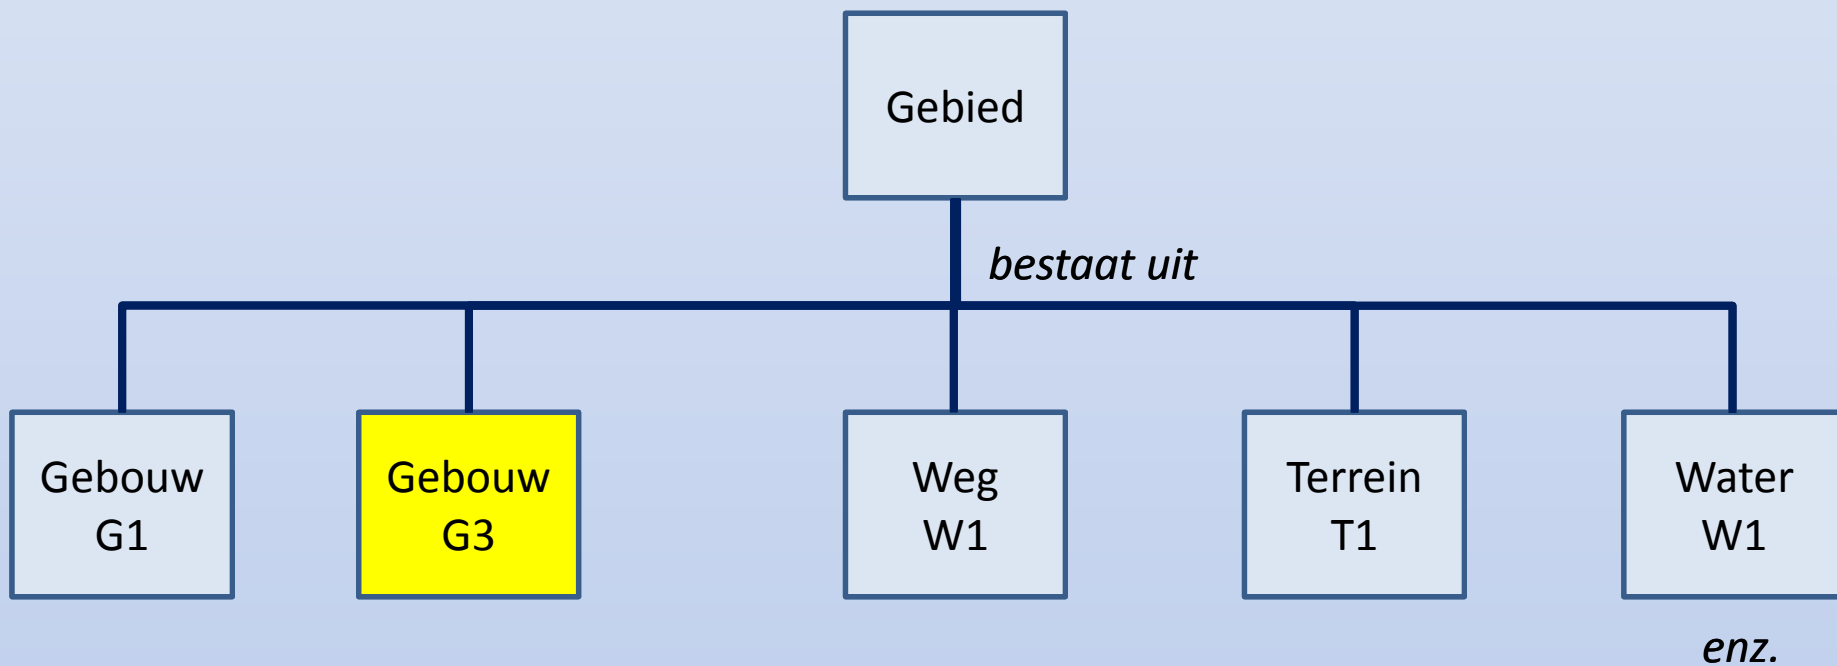 Gebied
bestaat uit
Gebouw
G1
Gebouw
G3
Weg
W1
Terrein
T1
Water
W1
enz.